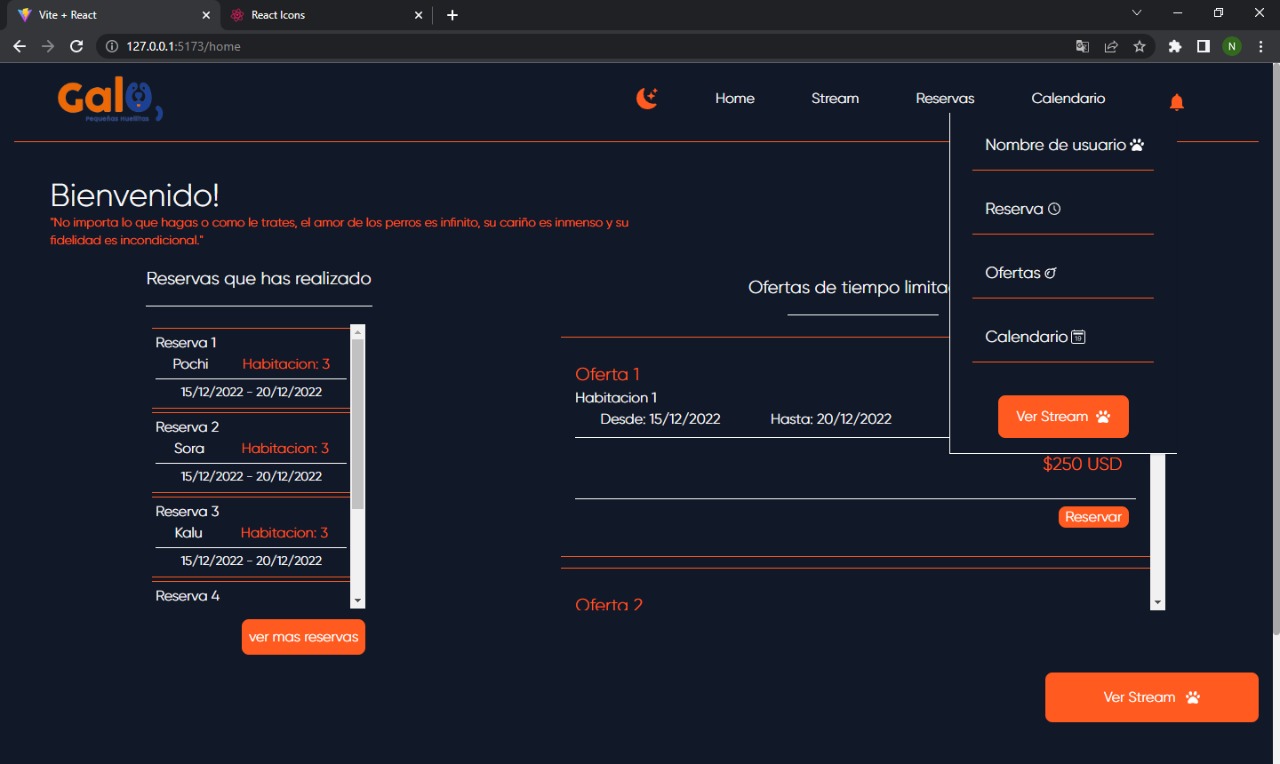 Vite + React
React Icons
127.0.0.1:5173/home
N
Galo,
Pequeñas Huellitas
Home
Stream
Reservas
Calendario
Nombre de usuario
Reserva
Ofertas
Calendario
Ver Stream
Bienvenido!
"No importa lo que hagas o como le trates, el amor de los perros es infinito, su cariño es inmenso y su
fidelidad es incondicional."
Reservas que has realizado
Reserva 1
Pochi Habitacion: 3
15/12/2022 - 20/12/2022
Reserva 2
Sora Habitacion: 3
15/12/2022 - 20/12/2022
Reserva 3
Kalu Habitacion: 3
15/12/2022 - 20/12/2022
Reserva 4
ver mas reservas
Ofertas de tiempo limita
Oferta 1
Habitacion 1
Desde: 15/12/2022 Hasta: 20/12/2022
$250 USD
Reservar
Oferta 2
Ver Stream